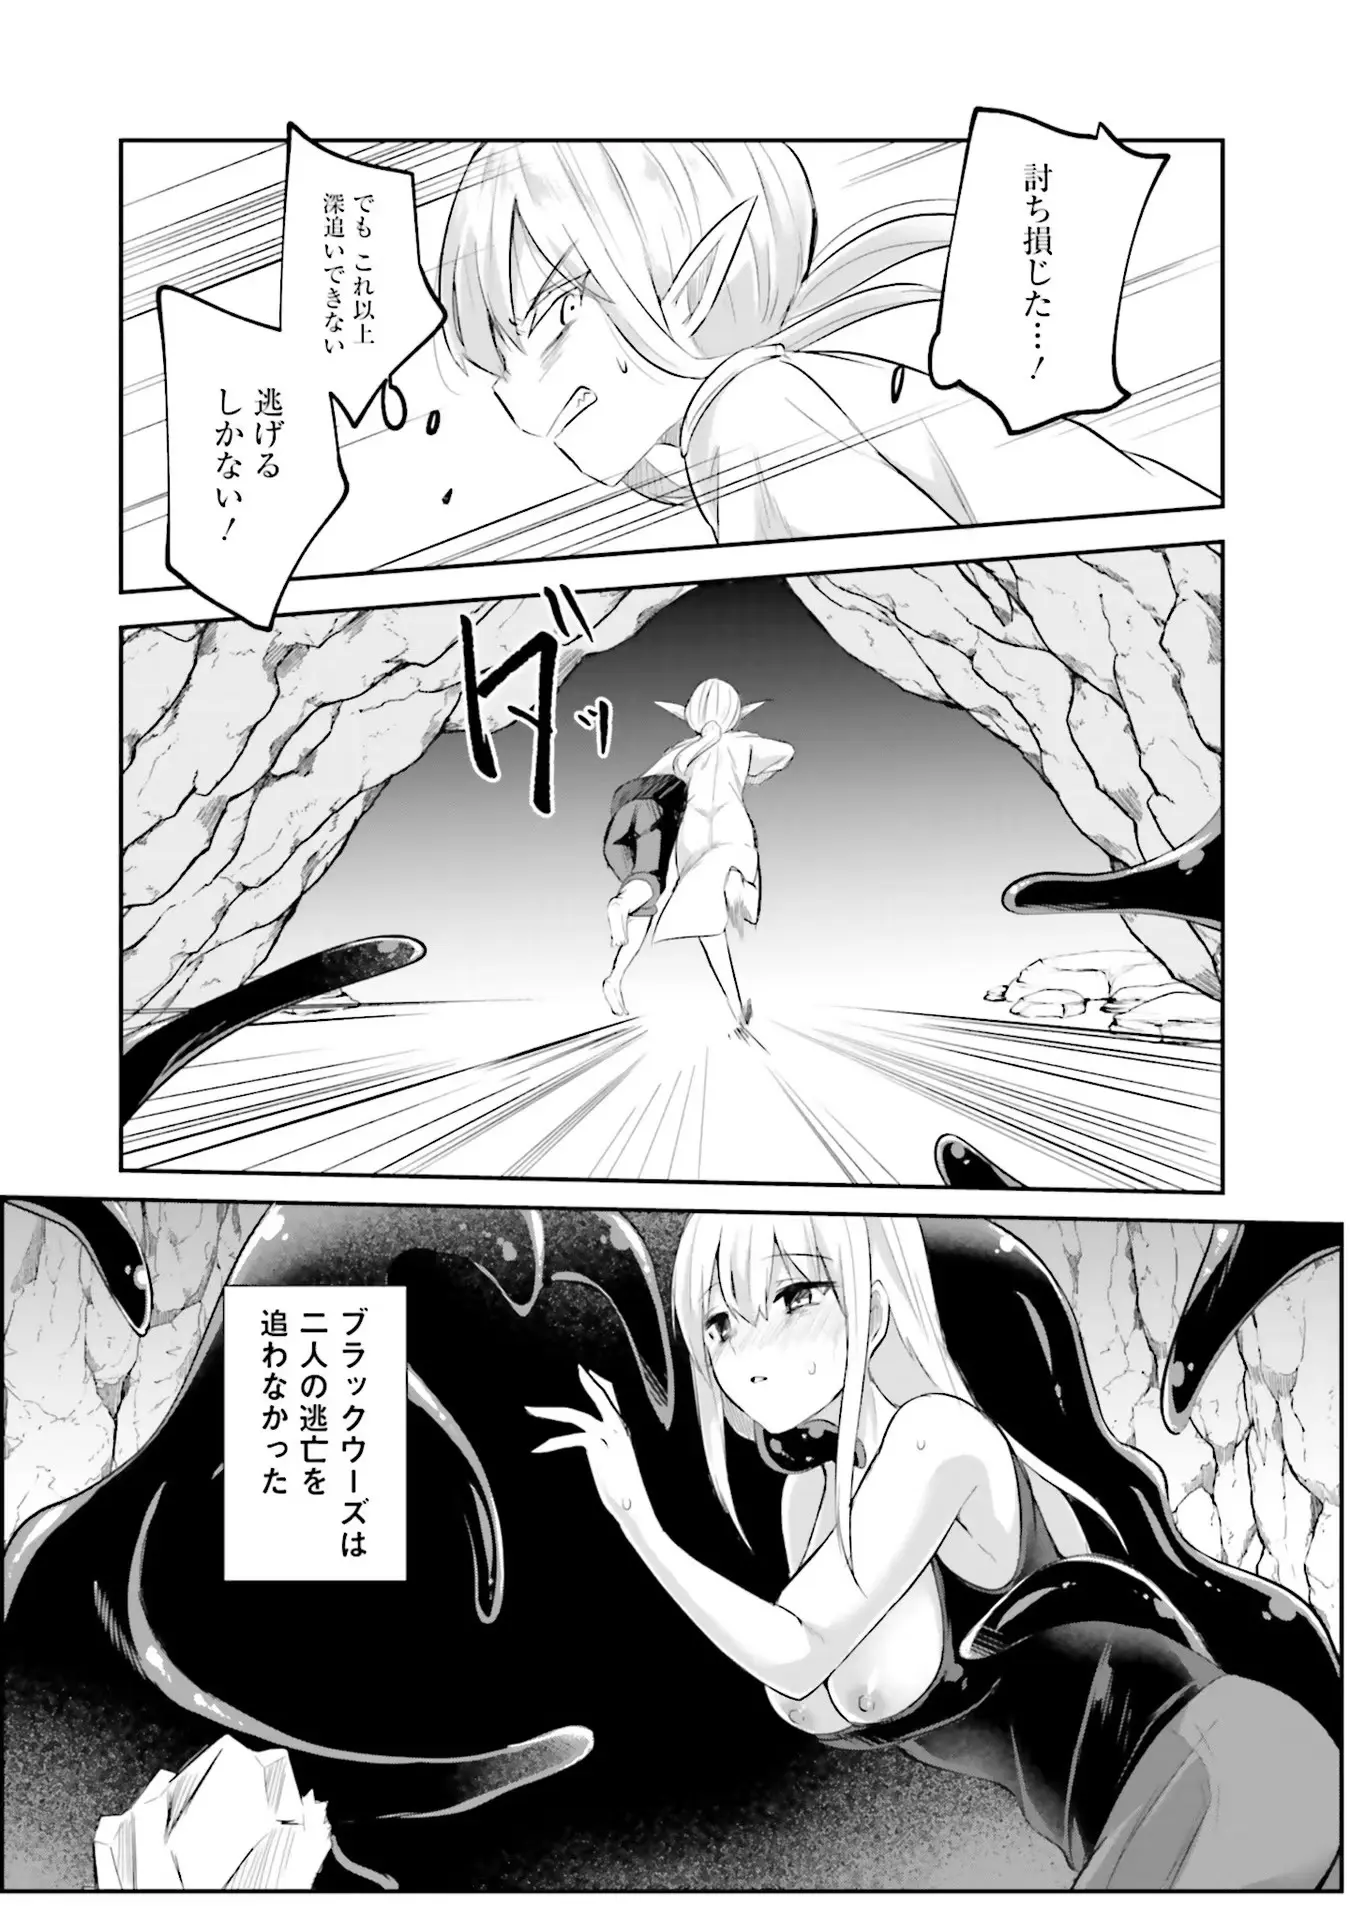 討ち損じた…！
でも これ以上
深追いできない
逃げる
しかない！
ダッ
ブラックウーズは
二人の逃亡を
追わなかった